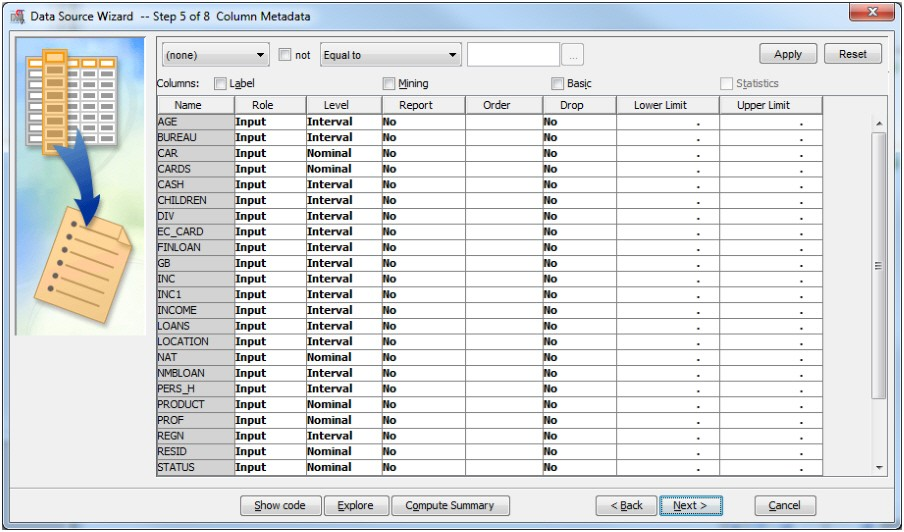 Data Source Wizard -- Step 5 of 8 Column Metadata
(none) not Equal to ... Apply Reset
Columns: Label Mining Basic Statistics
Name Role Level Report Order Drop Lower Limit Upper Limit
AGE Input Interval No No . .
BUREAU Input Interval No No . .
CAR Input Nominal No No . .
CARDS Input Nominal No No . .
CASH Input Interval No No . .
CHILDREN Input Interval No No . .
DIV Input Interval No No . .
EC_CARD Input Interval No No . .
FINLOAN Input Interval No No . .
GB Input Interval No No . .
INC Input Interval No No . .
INC1 Input Interval No No . .
INCOME Input Interval No No . .
LOANS Input Interval No No . .
LOCATION Input Interval No No . .
NAT Input Nominal No No . .
NMBLOAN Input Interval No No . .
PERS_H Input Interval No No . .
PRODUCT Input Nominal No No . .
PROF Input Nominal No No . .
REGN Input Interval No No . .
RESID Input Nominal No No . .
STATUS Input Nominal No No . .
Show code Explore Compute Summary < Back Next > Cancel